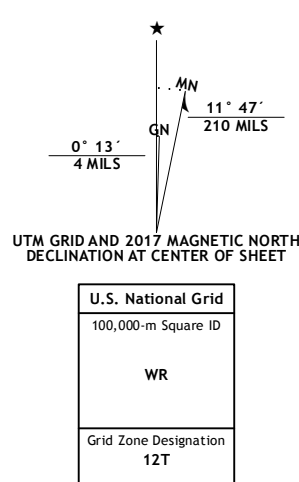 MN
GN
11° 47´
210 MILS
0° 13´
4 MILS
UTM GRID AND 2017 MAGNETIC NORTH
DECLINATION AT CENTER OF SHEET
U.S. National Grid
100,000-m Square ID
WR
Grid Zone Designation
12T